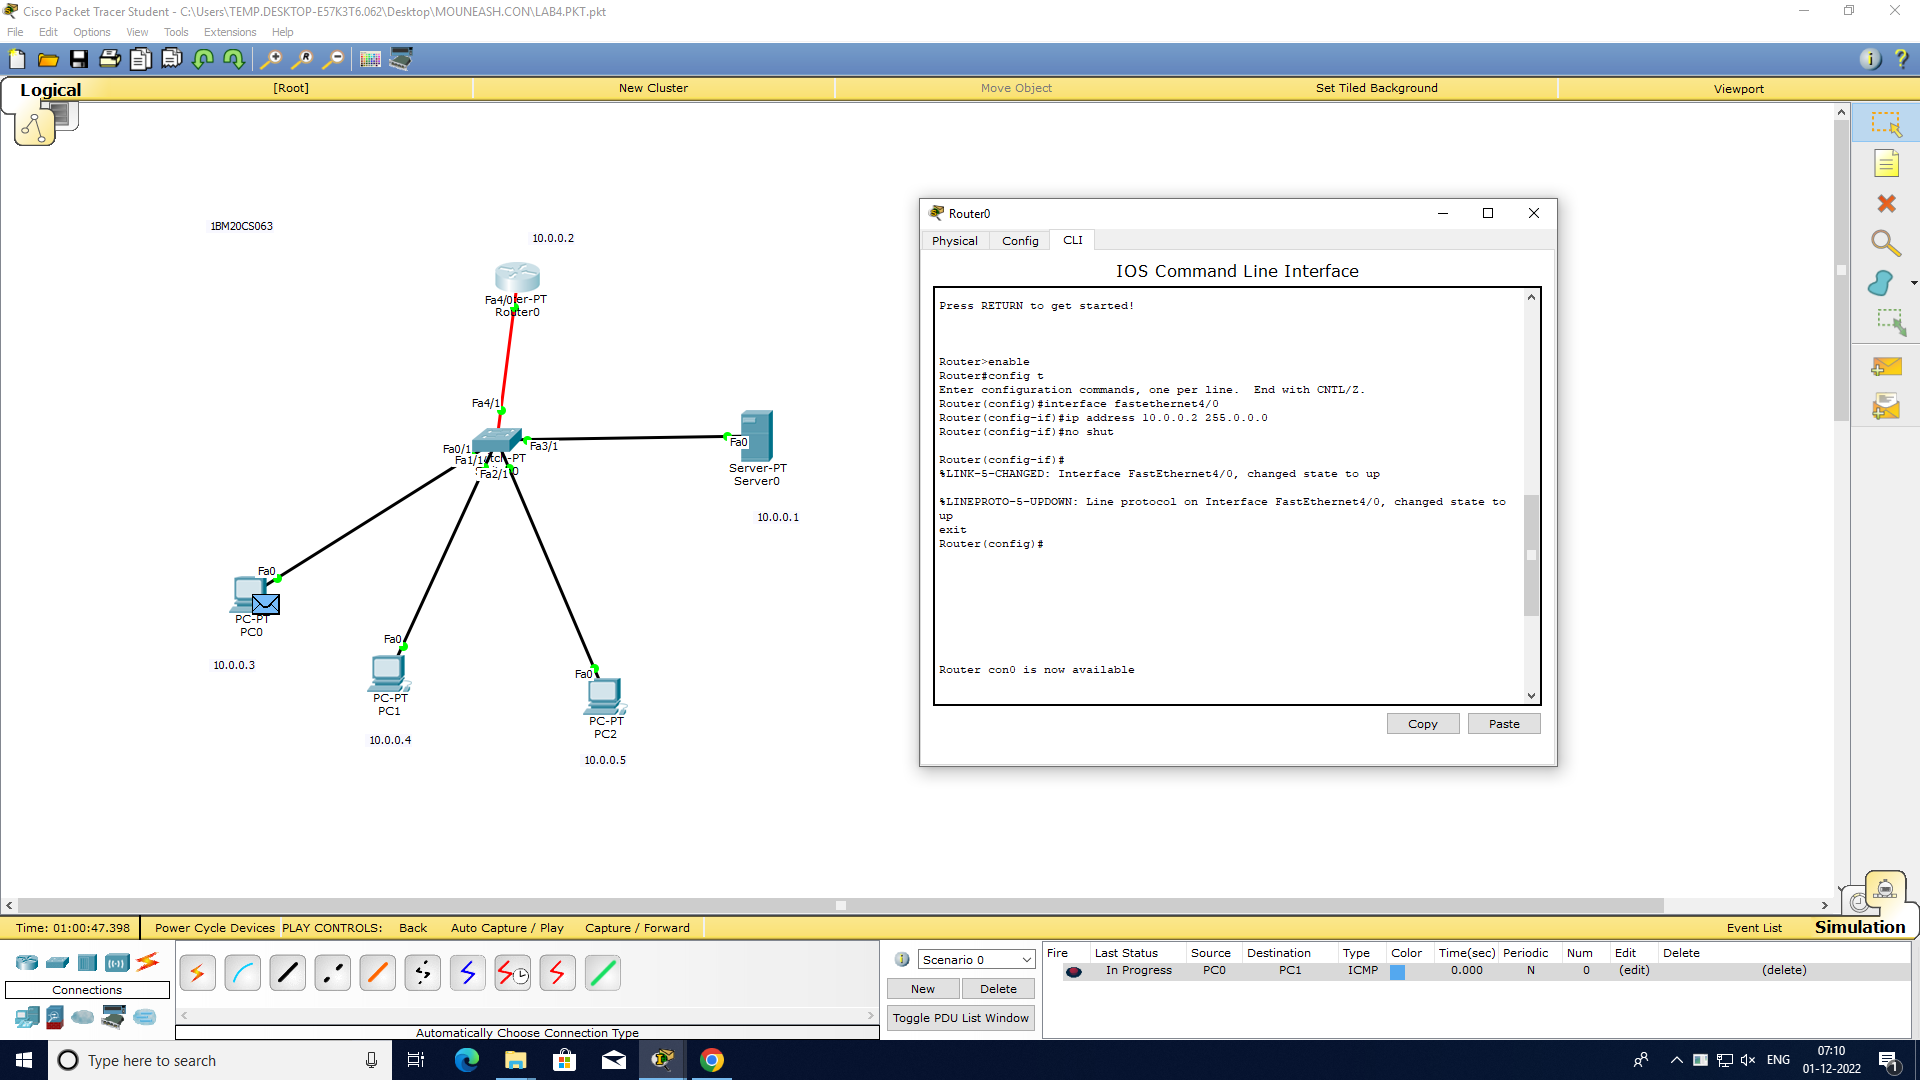 Cisco Packet Tracer Student - C:\Users\TEMP.DESKTOP-E57K3T6.062\Desktop\MOUNEASH.CON\LAB4.PKT.pkt
File Edit Options View Tools Extensions Help
Logical [Root] New Cluster Move Object Set Tiled Background Viewport
1BM20CS063
10.0.0.2
Fa4/0 er-PT
Router0
Fa4/1
Fa0/1
Fa1/1 tch-PT
Fa2/1
Fa3/1
Fa0
Server-PT
Server0
10.0.0.1
Fa0
PC-PT
PC0
10.0.0.3
Fa0
PC-PT
PC1
10.0.0.4
Fa0
PC-PT
PC2
10.0.0.5
Router0
Physical Config CLI
IOS Command Line Interface
Press RETURN to get started!
Router>enable
Router#config t
Enter configuration commands, one per line.  End with CNTL/Z.
Router(config)#interface fastethernet4/0
Router(config-if)#ip address 10.0.0.2 255.0.0.0
Router(config-if)#no shut
Router(config-if)#
%LINK-5-CHANGED: Interface FastEthernet4/0, changed state to up
%LINEPROTO-5-UPDOWN: Line protocol on Interface FastEthernet4/0, changed state to
up
exit
Router(config)#
Router con0 is now available
Copy Paste
Time: 01:00:47.398 Power Cycle Devices PLAY CONTROLS: Back Auto Capture / Play Capture / Forward Event List Simulation
Connections
Automatically Choose Connection Type
Scenario 0
New Delete
Toggle PDU List Window
Fire Last Status Source Destination Type Color Time(sec) Periodic Num Edit Delete
In Progress PC0 PC1 ICMP 0.000 N 0 (edit) (delete)
Type here to search
ENG
07:10
01-12-2022
1